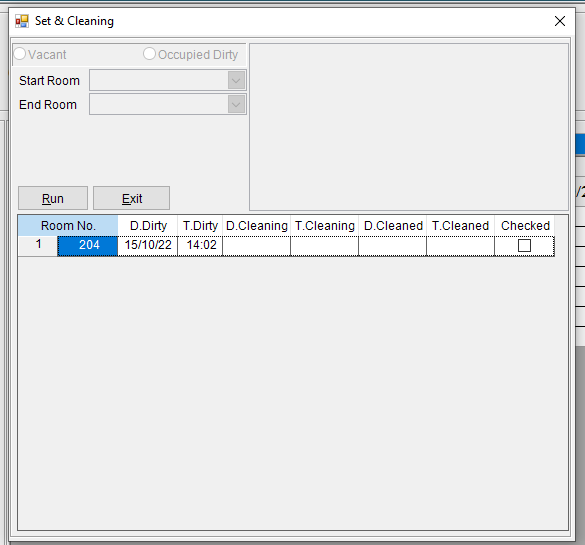 Set & Cleaning
Vacant Occupied Dirty
Start Room
End Room
Run Exit
Room No. D.Dirty T.Dirty D.Cleaning T.Cleaning D.Cleaned T.Cleaned Checked
1 204 15/10/22 14:02